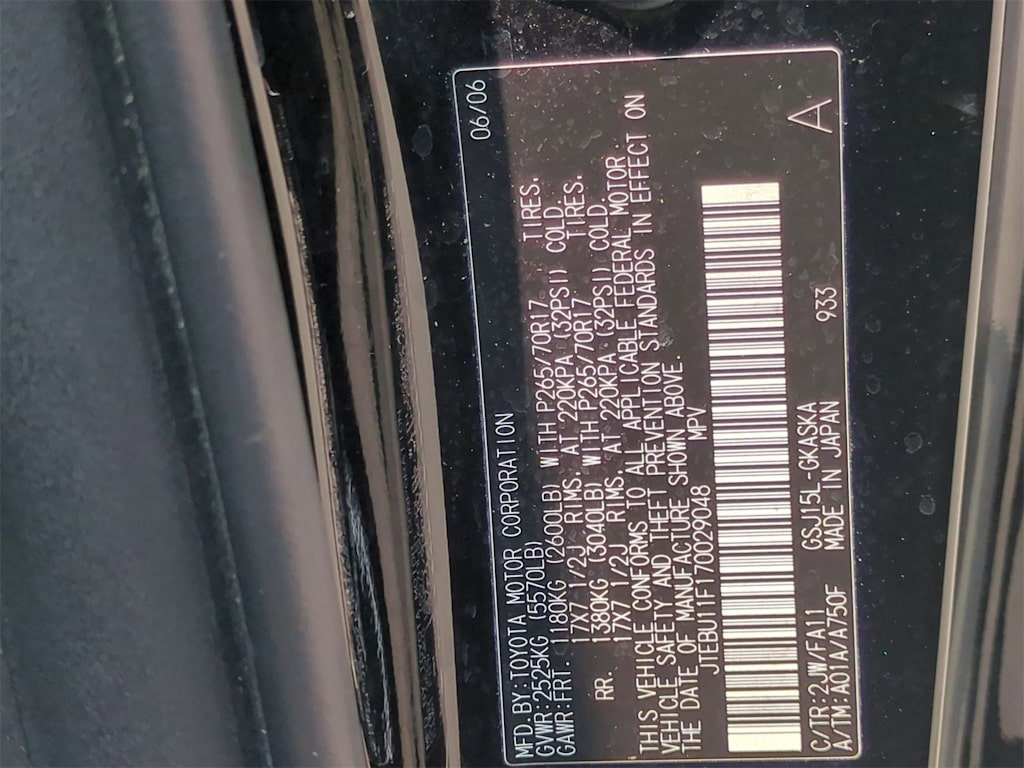 MFD.BY:TOYOTA MOTOR CORPORATION 06/06
GVWR:2525KG (5570LB)
GAWR:FRT. 1180KG (2600LB) WITH P265/70R17 TIRES.
17X7 1/2J RIMS AT 220KPA (32PSI) COLD.
RR. 1380KG (3040LB) WITH P265/70R17 TIRES.
17X7 1/2J RIMS AT 220KPA (32PSI) COLD.
THIS VEHICLE CONFORMS TO ALL APPLICABLE FEDERAL MOTOR
VEHICLE SAFETY AND THEFT PREVENTION STANDARDS IN EFFECT ON
THE DATE OF MANUFACTURE SHOWN ABOVE.
JTEBU11F170029048 MPV
A
C/TR:2JW/FA11 GSJ15L-GKASKA 933
A/TM:A01A/A750F MADE IN JAPAN